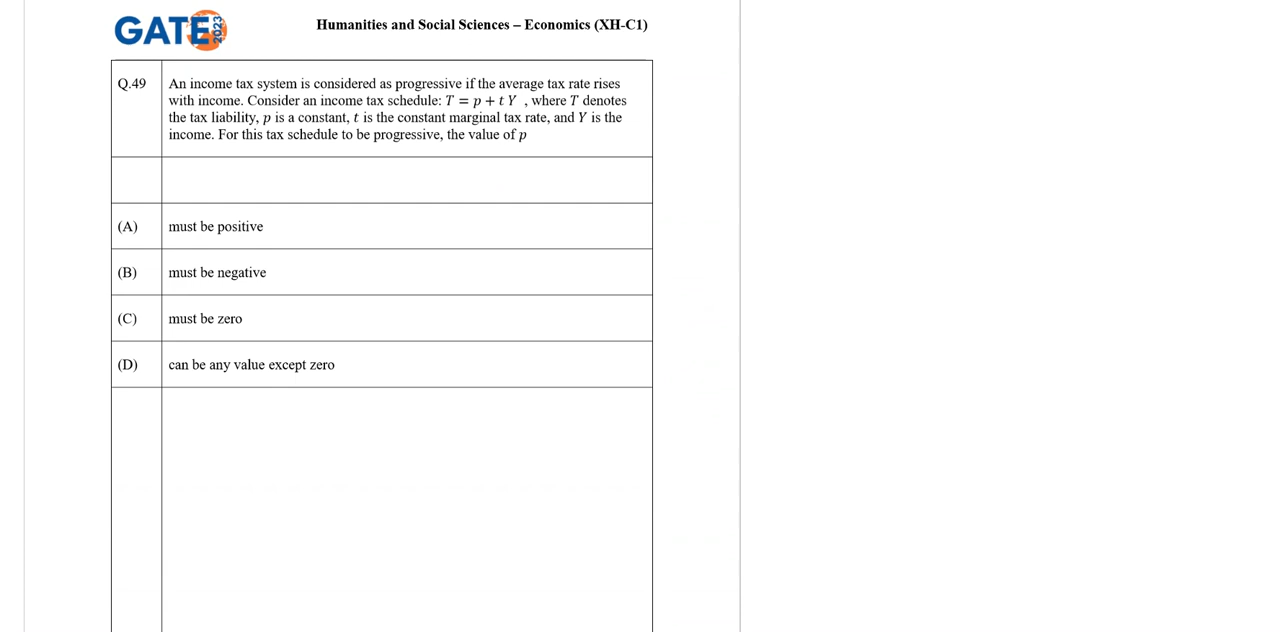 GATE 2023
Humanities and Social Sciences – Economics (XH-C1)
Q.49
An income tax system is considered as progressive if the average tax rate rises
with income. Consider an income tax schedule: T = p + t Y , where T denotes
the tax liability, p is a constant, t is the constant marginal tax rate, and Y is the
income. For this tax schedule to be progressive, the value of p
(A) must be positive
(B) must be negative
(C) must be zero
(D) can be any value except zero